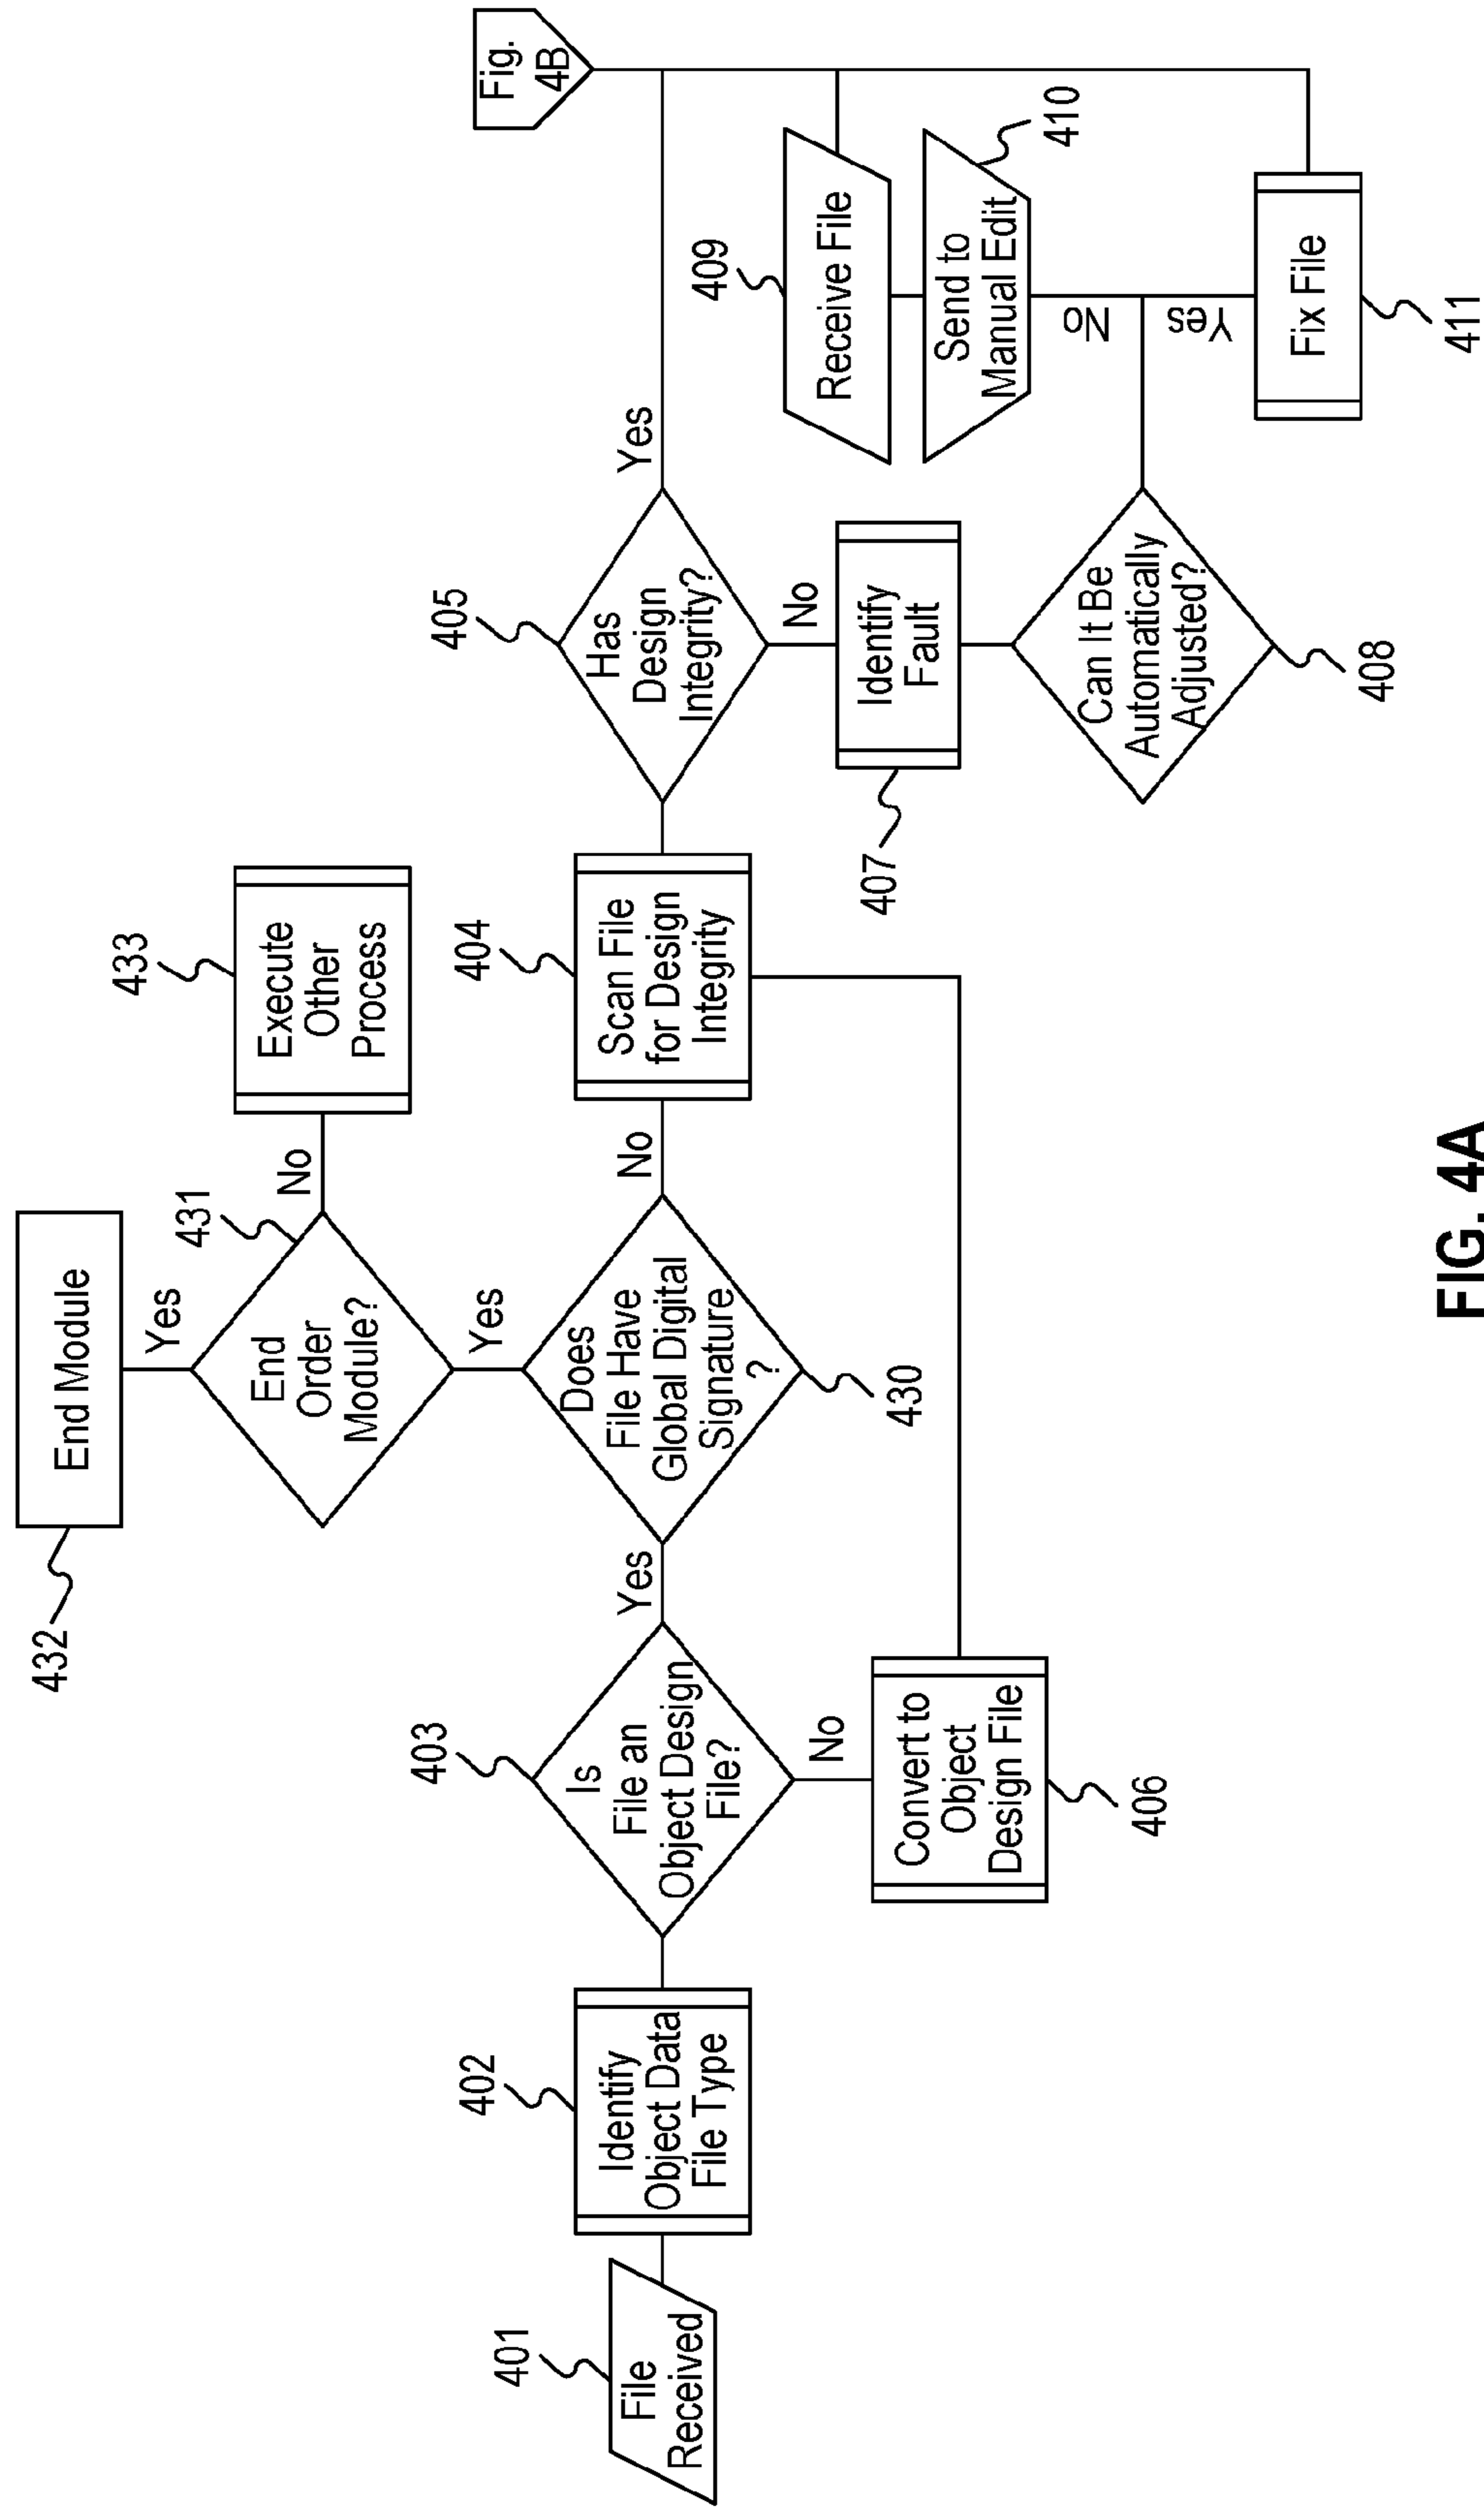 401
File
Received
402
Identify
Object Data
File Type
403
Is
File an
Object Design
File?
No
406
Convert to
Object
Design File
Yes
Does
File Have
Global Digital
Signature
?
430
Yes
End
Order
Module?
431
Yes
End Module
432
No
Execute
Other
Process
433
No
404
Scan File
for Design
Integrity
405
Has
Design
Integrity?
Yes
No
Identify
Fault
407
Can It Be
Automatically
Adjusted?
408
No
Yes
409
Receive File
Send to
Manual Edit
410
Fix File
411
Fig.
4B
FIG. 4A